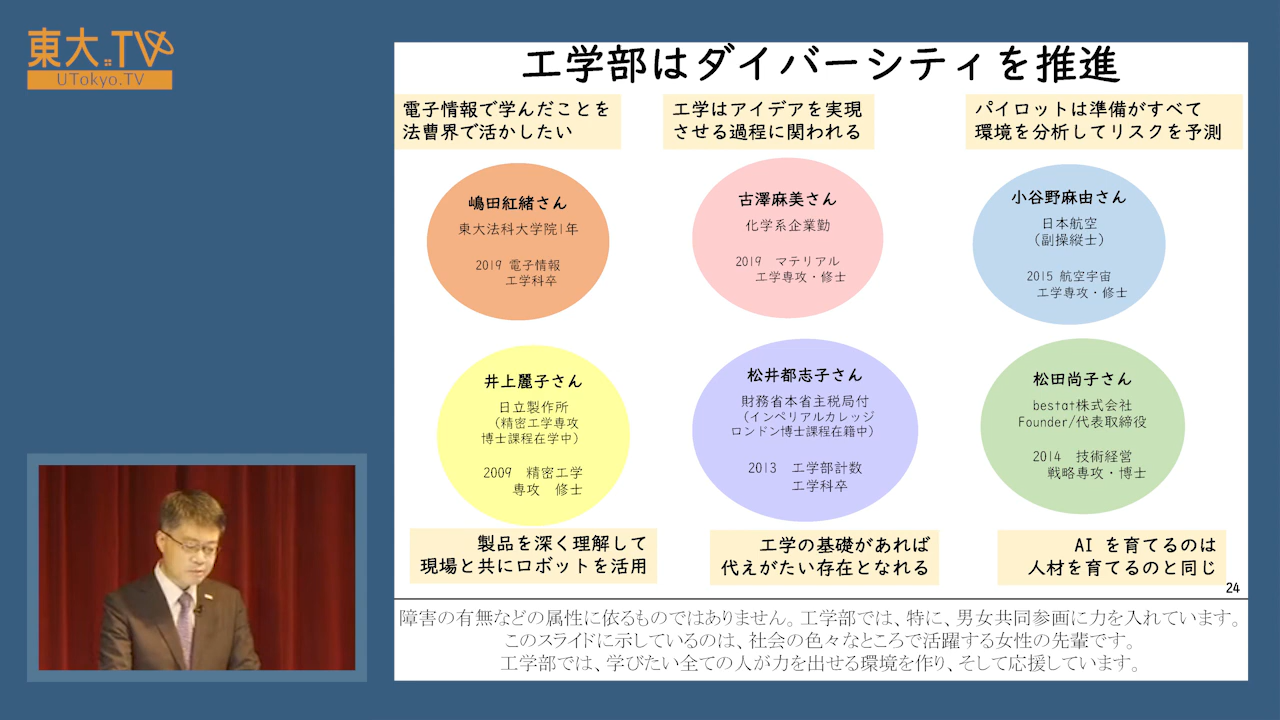 東大.TV
UTokyo.TV
工学部はダイバーシティを推進
電子情報で学んだことを
法曹界で活かしたい
工学はアイデアを実現
させる過程に関われる
パイロットは準備がすべて
環境を分析してリスクを予測
嶋田紅緒さん
東大法科大学院1年
2019 電子情報
工学科卒
古澤麻美さん
化学系企業勤
2019 マテリアル
工学専攻・修士
小谷野麻由さん
日本航空
(副操縦士)
2015 航空宇宙
工学専攻・修士
井上麗子さん
日立製作所
(精密工学専攻
博士課程在学中)
2009 精密工学
専攻 修士
松井都志子さん
財務省本省主税局付
(インペリアルカレッジ
ロンドン博士課程在籍中)
2013 工学部計数
工学科卒
松田尚子さん
bestat株式会社
Founder/代表取締役
2014 技術経営
戦略専攻・博士
製品を深く理解して
現場と共にロボットを活用
工学の基礎があれば
代えがたい存在となれる
AI を育てるのは
人材を育てるのと同じ
24
障害の有無などの属性に依るものではありません。工学部では、特に、男女共同参画に力を入れています。
このスライドに示しているのは、社会の色々なところで活躍する女性の先輩です。
工学部では、学びたい全ての人が力を出せる環境を作り、そして応援しています。